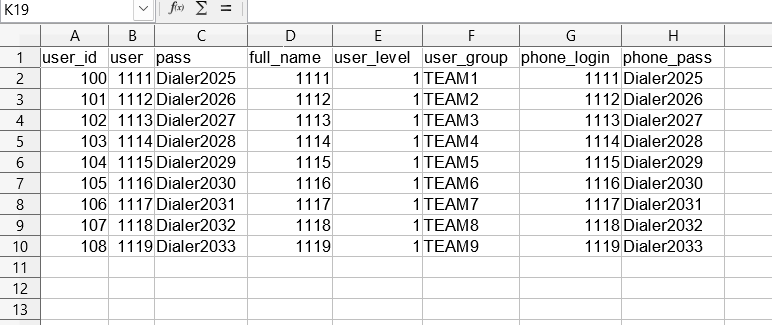 K19 f(x) Σ =
A B C D E F G H
1 user_id user pass full_name user_level user_group phone_login phone_pass
2 100 1111 Dialer2025 1111 1 TEAM1 1111 Dialer2025
3 101 1112 Dialer2026 1112 1 TEAM2 1112 Dialer2026
4 102 1113 Dialer2027 1113 1 TEAM3 1113 Dialer2027
5 103 1114 Dialer2028 1114 1 TEAM4 1114 Dialer2028
6 104 1115 Dialer2029 1115 1 TEAM5 1115 Dialer2029
7 105 1116 Dialer2030 1116 1 TEAM6 1116 Dialer2030
8 106 1117 Dialer2031 1117 1 TEAM7 1117 Dialer2031
9 107 1118 Dialer2032 1118 1 TEAM8 1118 Dialer2032
10 108 1119 Dialer2033 1119 1 TEAM9 1119 Dialer2033
11
12
13